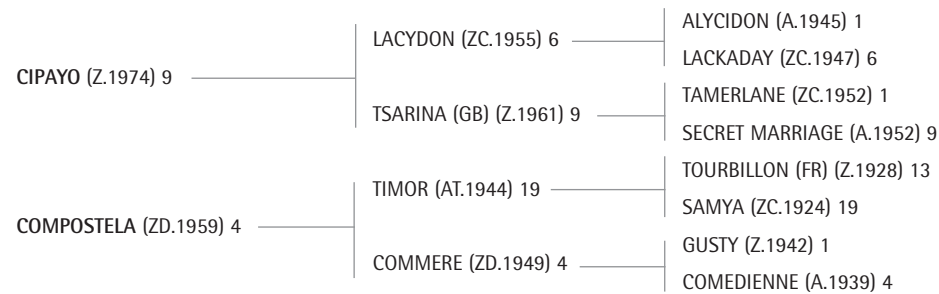 ALYCIDON (A.1945) 1
LACYDON (ZC.1955) 6
LACKADAY (ZC.1947) 6
CIPAYO (Z.1974) 9
TAMERLANE (ZC.1952) 1
TSARINA (GB) (Z.1961) 9
SECRET MARRIAGE (A.1952) 9
TOURBILLON (FR) (Z.1928) 13
TIMOR (AT.1944) 19
SAMYA (ZC.1924) 19
COMPOSTELA (ZD.1959) 4
GUSTY (Z.1942) 1
COMMERE (ZD.1949) 4
COMEDIENNE (A.1939) 4